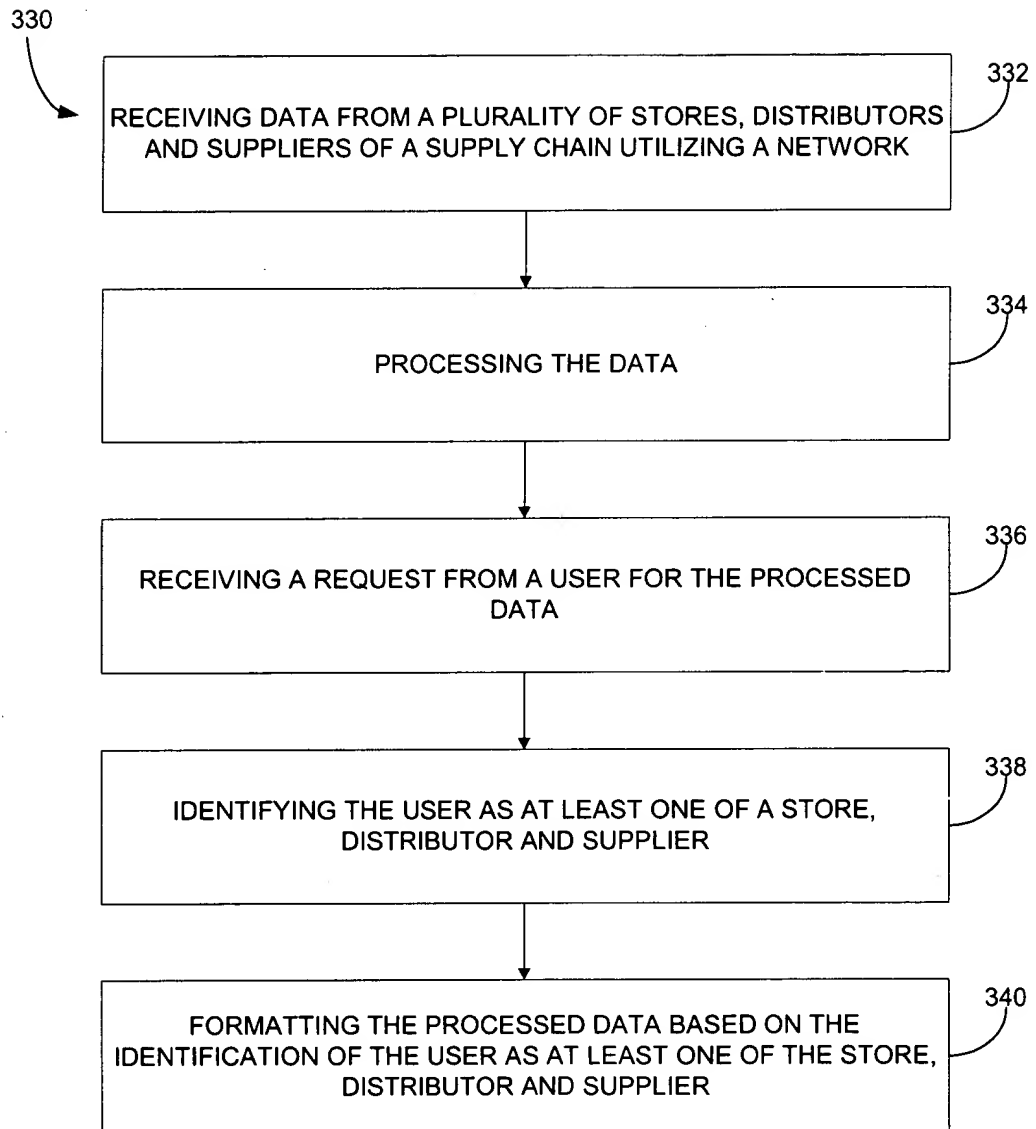 330
332
RECEIVING DATA FROM A PLURALITY OF STORES, DISTRIBUTORS
AND SUPPLIERS OF A SUPPLY CHAIN UTILIZING A NETWORK
334
PROCESSING THE DATA
336
RECEIVING A REQUEST FROM A USER FOR THE PROCESSED
DATA
338
IDENTIFYING THE USER AS AT LEAST ONE OF A STORE,
DISTRIBUTOR AND SUPPLIER
340
FORMATTING THE PROCESSED DATA BASED ON THE
IDENTIFICATION OF THE USER AS AT LEAST ONE OF THE STORE,
DISTRIBUTOR AND SUPPLIER